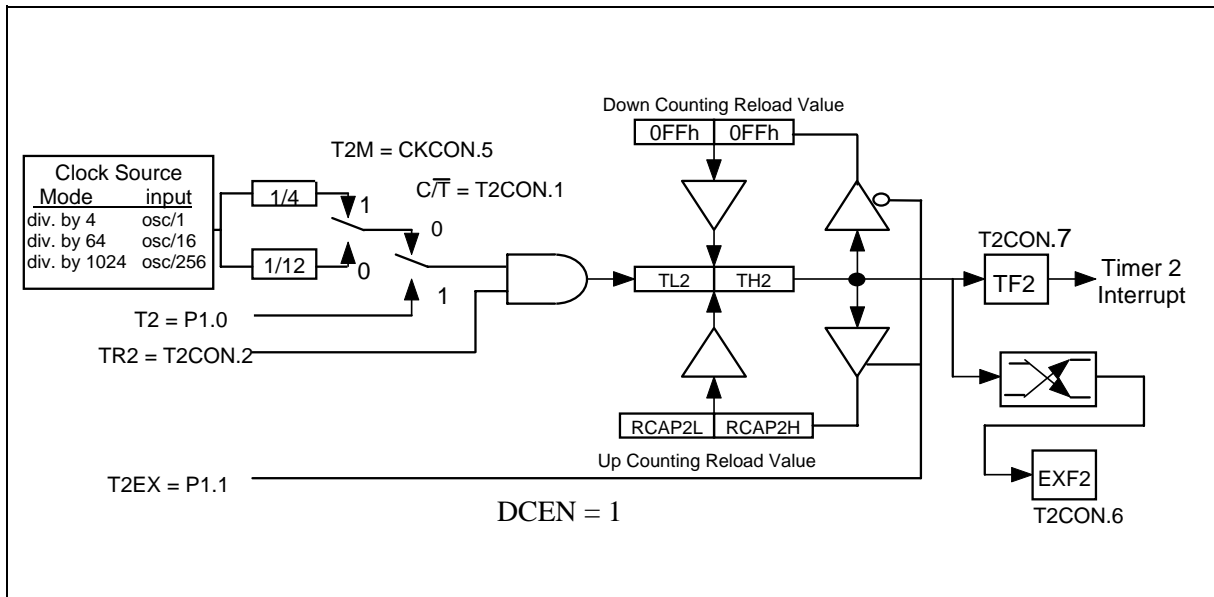 Down Counting Reload Value
0FFh 0FFh
T2M = CKCON.5
C/T̅ = T2CON.1
Clock Source
Mode input
div. by 4 osc/1
div. by 64 osc/16
div. by 1024 osc/256
1/4
1
0
1/12
0
1
T2 = P1.0
TR2 = T2CON.2
TL2 TH2
T2CON.7
TF2
Timer 2
Interrupt
RCAP2L RCAP2H
Up Counting Reload Value
T2EX = P1.1
EXF2
T2CON.6
DCEN = 1